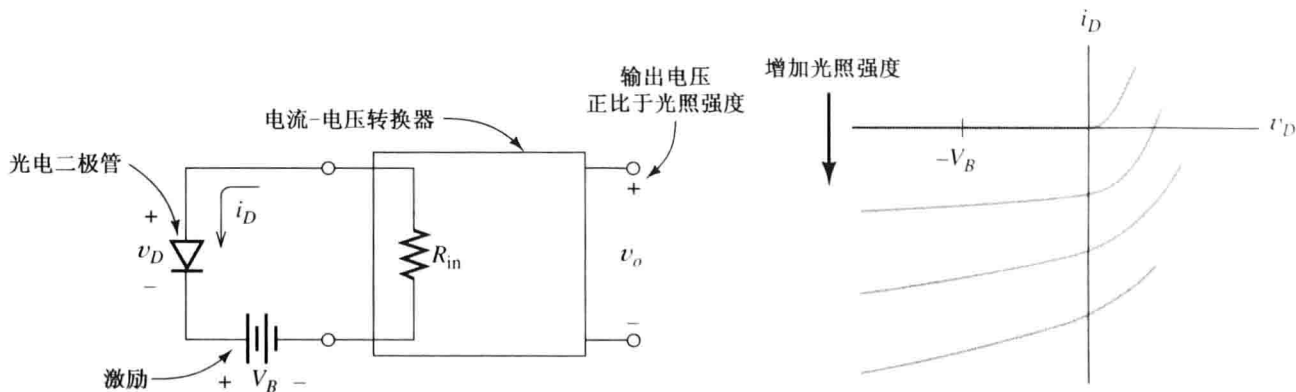 光电二极管
+
v_D
−
i_D
激励
+ V_B −
电流-电压转换器
R_in
输出电压
正比于光照强度
+
v_o
−
增加光照强度
i_D
v_D
−V_B